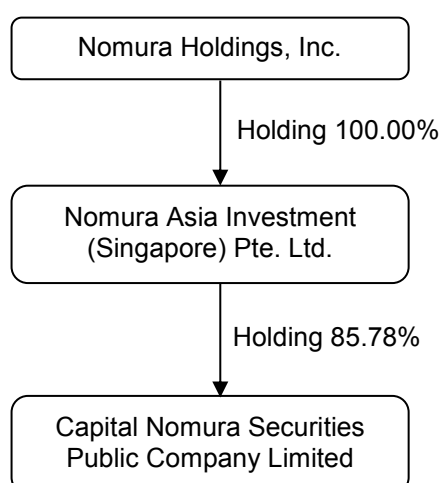 Nomura Holdings, Inc.
Holding 100.00%
Nomura Asia Investment
(Singapore) Pte. Ltd.
Holding 85.78%
Capital Nomura Securities
Public Company Limited